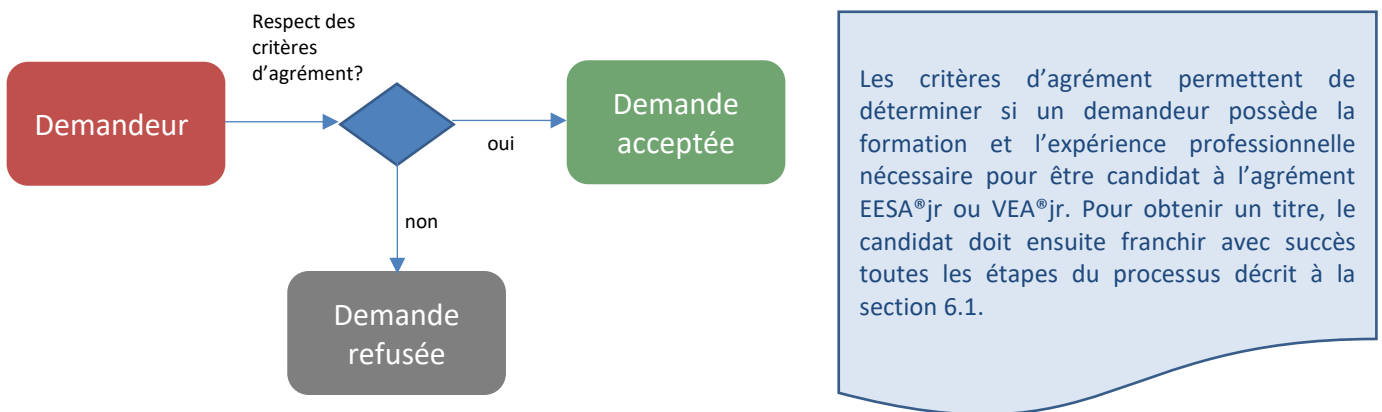 Respect des
critères
d’agrément?
Demandeur
oui
Demande
acceptée
non
Demande
refusée
Les critères d’agrément permettent de
déterminer si un demandeur possède la
formation et l’expérience professionnelle
nécessaire pour être candidat à l’agrément
EESA®jr ou VEA®jr. Pour obtenir un titre, le
candidat doit ensuite franchir avec succès
toutes les étapes du processus décrit à la
section 6.1.